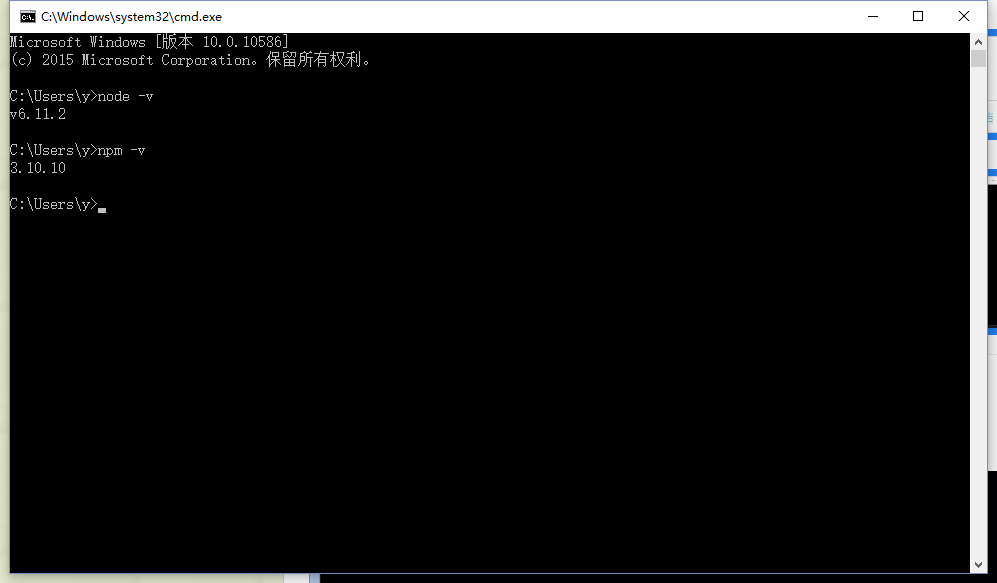 C:\Windows\system32\cmd.exe
Microsoft Windows [版本 10.0.10586]
(c) 2015 Microsoft Corporation。保留所有权利。
C:\Users\y>node -v
v6.11.2
C:\Users\y>npm -v
3.10.10
C:\Users\y>